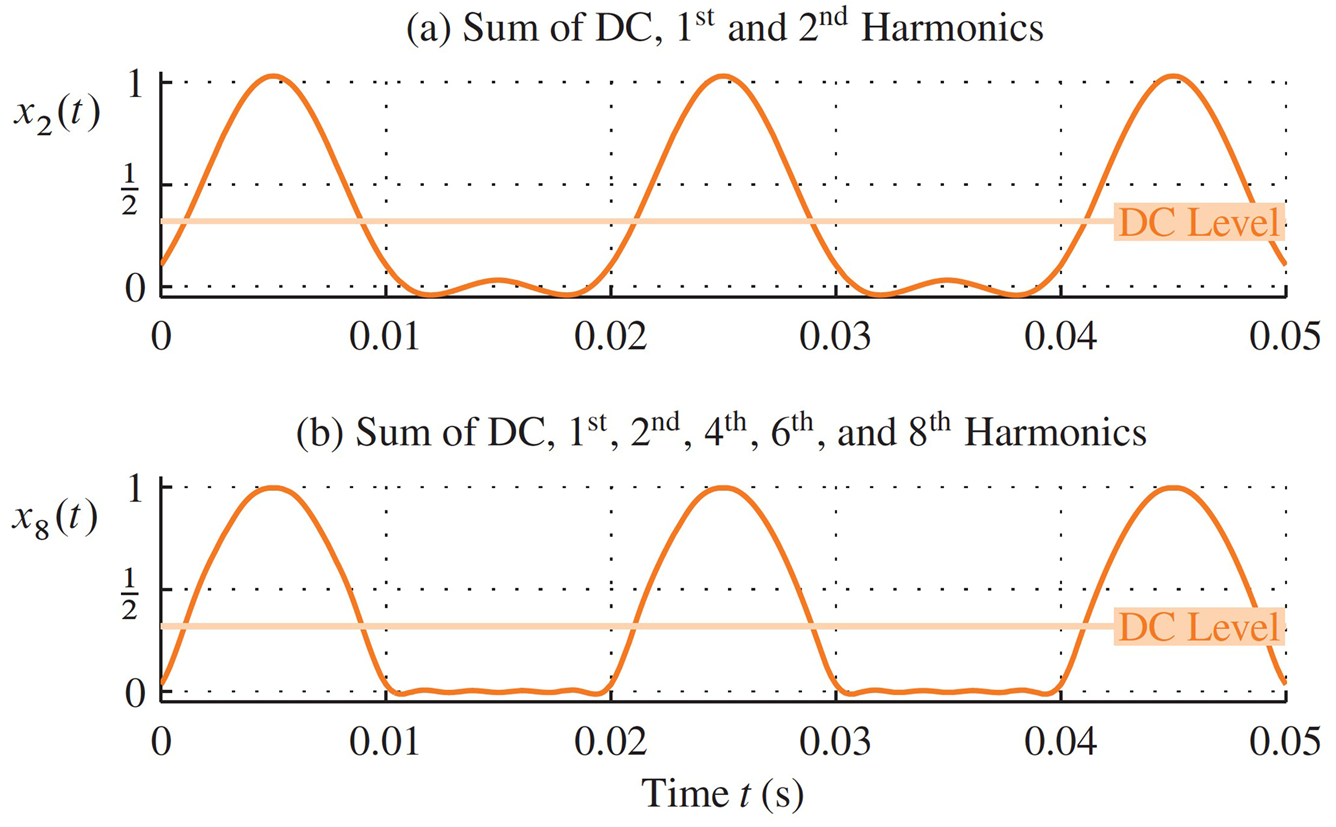 (a) Sum of DC, 1st and 2nd Harmonics
1
x2(t)
1/2
DC Level
0
0 0.01 0.02 0.03 0.04 0.05
(b) Sum of DC, 1st, 2nd, 4th, 6th, and 8th Harmonics
1
x8(t)
1/2
DC Level
0
0 0.01 0.02 0.03 0.04 0.05
Time t (s)